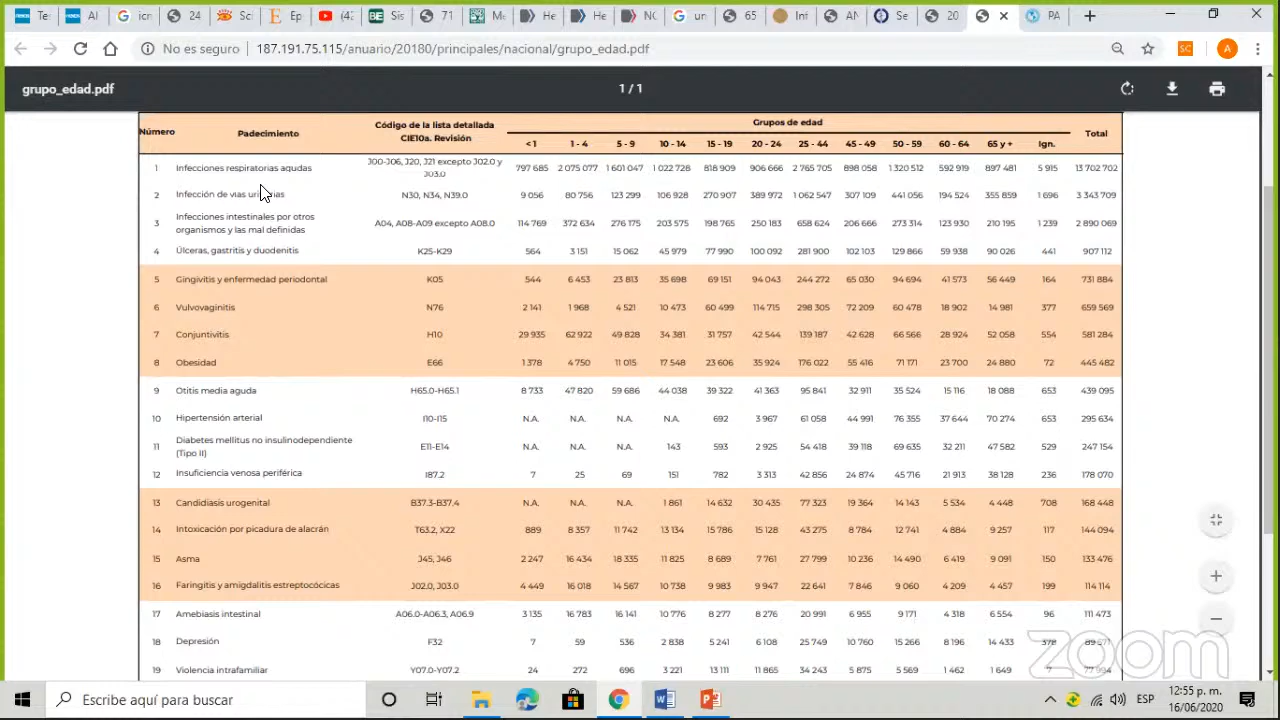 Te
G
icn
24
Sc
Ep
(4
BE Sis
71
Ma
He
He
NO
G
un
65
Inf
AN
Se
20
PA
No es seguro 187.191.75.115/anuario/20180/principales/nacional/grupo_edad.pdf SC A
grupo_edad.pdf 1 / 1
Número Padecimiento Código de la lista detallada CIE10a. Revisión Grupos de edad Total
<1 1 - 4 5 - 9 10 - 14 15 - 19 20 - 24 25 - 44 45 - 49 50 - 59 60 - 64 65 y + Ign.
1 Infecciones respiratorias agudas J00-J06, J20, J21 excepto J02.0 y J03.0 797 685 2 075 077 1 601 047 1 022 728 818 909 906 666 2 765 705 898 058 1 320 512 592 919 897 481 5 915 13 702 702
2 Infección de vías urinarias N30, N34, N39.0 9 056 80 756 123 299 106 928 270 907 389 972 1 062 547 307 109 441 056 194 524 355 859 1 696 3 343 709
3 Infecciones intestinales por otros organismos y las mal definidas A04, A08-A09 excepto A08.0 114 769 372 634 276 175 203 575 198 765 250 183 658 624 206 666 273 314 123 930 210 195 1 239 2 890 069
4 Úlceras, gastritis y duodenitis K25-K29 564 3 151 15 062 45 979 77 990 100 092 281 900 102 103 129 866 59 938 90 026 441 907 112
5 Gingivitis y enfermedad periodontal K05 544 6 453 23 813 35 698 69 151 94 043 244 272 65 030 94 694 41 573 56 449 164 731 884
6 Vulvovaginitis N76 2 141 1 968 4 521 10 473 60 499 114 715 298 305 72 209 60 478 18 902 14 981 377 659 569
7 Conjuntivitis H10 29 935 62 922 49 828 34 381 31 757 42 544 139 187 42 628 66 566 28 924 52 058 554 581 284
8 Obesidad E66 1 378 4 750 11 015 17 548 23 606 35 924 176 022 55 416 71 171 23 700 24 880 72 445 482
9 Otitis media aguda H65.0-H65.1 8 733 47 820 59 686 44 038 39 322 41 363 95 841 32 911 35 524 15 116 18 088 653 439 095
10 Hipertensión arterial I10-I15 N.A. N.A. N.A. N.A. 692 3 967 61 058 44 991 76 355 37 644 70 274 653 295 634
11 Diabetes mellitus no insulinodependiente (Tipo II) E11-E14 N.A. N.A. N.A. 143 593 2 925 54 418 39 118 69 635 32 211 47 582 529 247 154
12 Insuficiencia venosa periférica I87.2 7 25 69 151 782 3 313 42 856 24 874 45 716 21 913 38 128 236 178 070
13 Candidiasis urogenital B37.3-B37.4 N.A. N.A. N.A. 1 861 14 632 30 435 77 323 19 364 14 143 5 534 4 448 708 168 448
14 Intoxicación por picadura de alacrán T63.2, X22 889 8 357 11 742 13 134 15 786 15 128 43 275 8 784 12 741 4 884 9 257 117 144 094
15 Asma J45, J46 2 247 16 434 18 335 11 825 8 689 7 761 27 799 10 236 14 490 6 419 9 091 150 133 476
16 Faringitis y amigdalitis estreptocócicas J02.0, J03.0 4 449 16 018 14 567 10 738 9 983 9 947 22 641 7 846 9 060 4 209 4 457 199 114 114
17 Amebiasis intestinal A06.0-A06.3, A06.9 3 135 16 783 16 141 10 776 8 277 8 276 20 991 6 955 9 171 4 318 6 554 96 111 473
18 Depresión F32 7 59 536 2 838 5 241 6 108 25 749 10 760 15 266 8 196 14 433 378
19 Violencia intrafamiliar Y07.0-Y07.2 24 272 696 3 221 13 111 11 865 34 243 5 875 5 569 1 462 1 649
zoom
Escribe aquí para buscar ESP 12:55 p. m.
16/06/2020